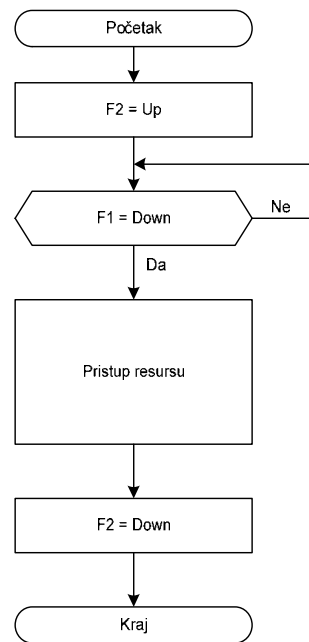 Početak
F2 = Up
F1 = Down
Ne
Da
Pristup resursu
F2 = Down
Kraj